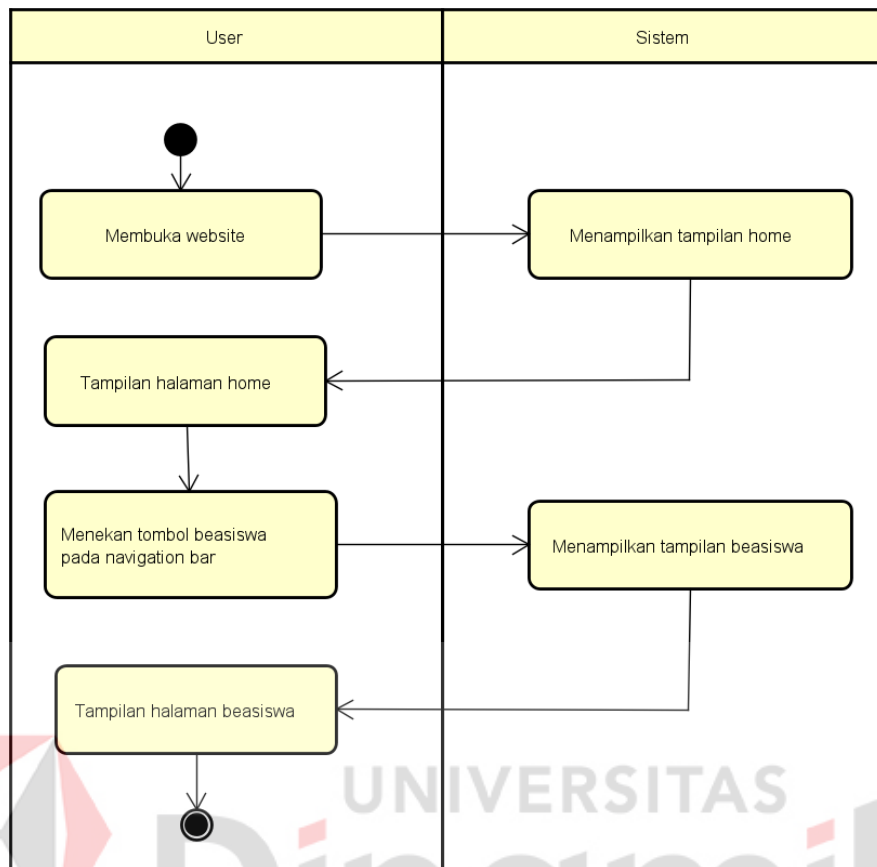 User
Sistem
Membuka website
Menampilkan tampilan home
Tampilan halaman home
Menekan tombol beasiswa
pada navigation bar
Menampilkan tampilan beasiswa
Tampilan halaman beasiswa
UNIVERSITAS